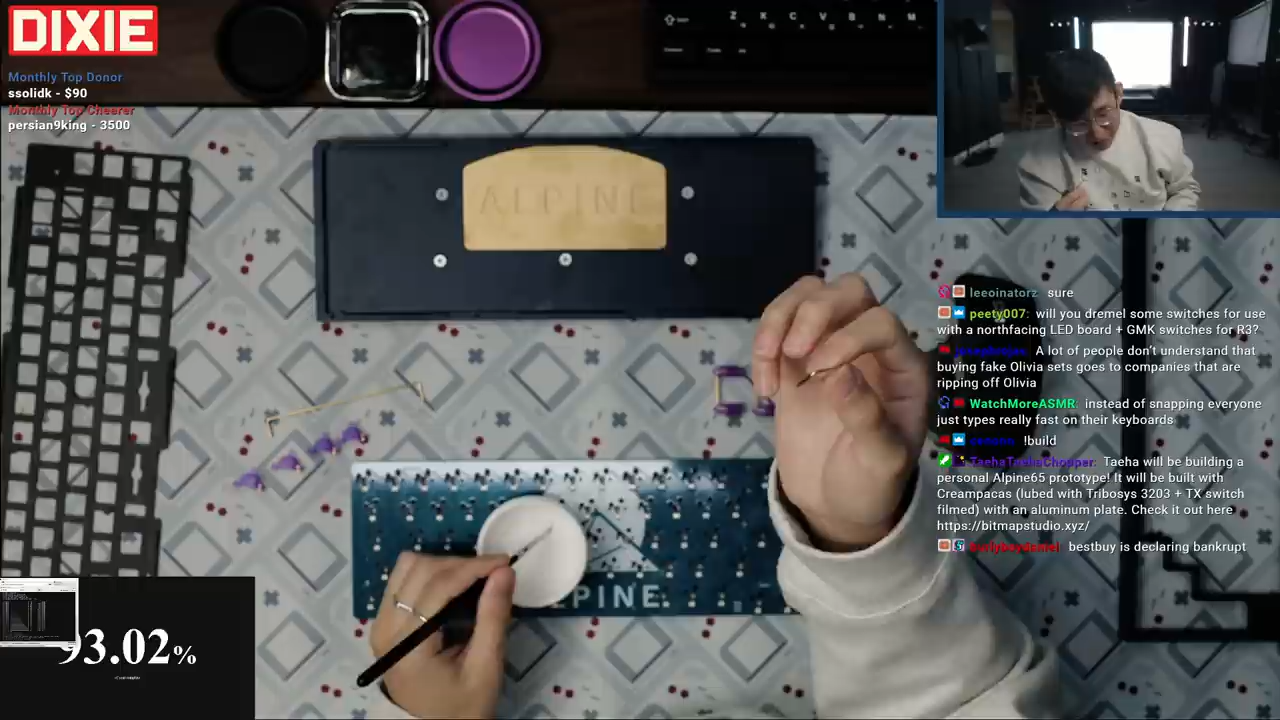 DIXIE
Monthly Top Donor
ssolidk - $90
Monthly Top Cheerer
persian9king - 3500
Z X C V B N M
ALPINE
leeoinatorz sure
peety007: will you dremel some switches for use
with a northfacing LED board + GMK switches for R3?
A lot of people don't understand that
buying fake Olivia sets goes to companies that are
ripping off Olivia
WatchMoreASMR: instead of snapping everyone
just types really fast on their keyboards
!build
TaehaTaehaChopper: Taeha will be building a
personal Alpine65 prototype! It will be built with
Creampacas (lubed with Tribosys 3203 + TX switch
filmed) with an aluminum plate. Check it out here
https://bitmapstudio.xyz/
bestbuy is declaring bankrupt
LPINE
93.02%